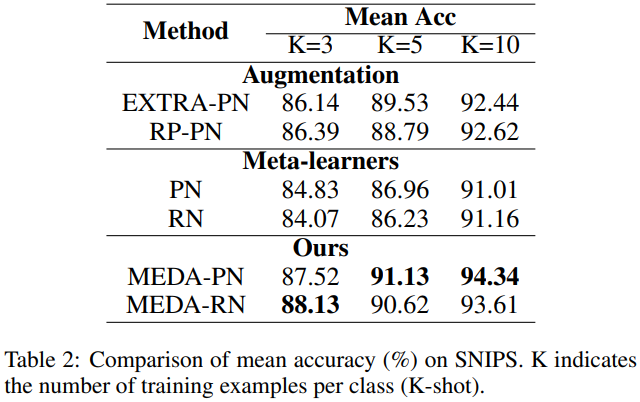 Method Mean Acc
K=3 K=5 K=10
Augmentation
EXTRA-PN 86.14 89.53 92.44
RP-PN 86.39 88.79 92.62
Meta-learners
PN 84.83 86.96 91.01
RN 84.07 86.23 91.16
Ours
MEDA-PN 87.52 91.13 94.34
MEDA-RN 88.13 90.62 93.61
Table 2: Comparison of mean accuracy (%) on SNIPS. K indicates
the number of training examples per class (K-shot).